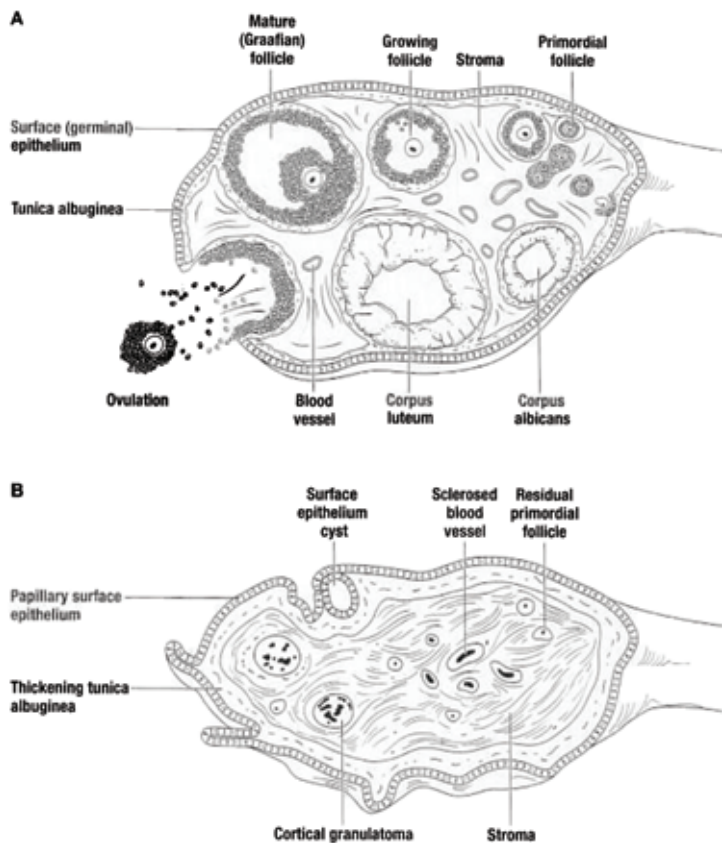 A
Mature
(Graafian)
follicle
Growing
follicle
Stroma
Primordial
follicle
Surface (germinal)
epithelium
Tunica albuginea
Ovulation
Blood
vessel
Corpus
luteum
Corpus
albicans
B
Surface
epithelium
cyst
Sclerosed
blood
vessel
Residual
primordial
follicle
Papillary surface
epithelium
Thickening tunica
albuginea
Cortical granulatoma
Stroma